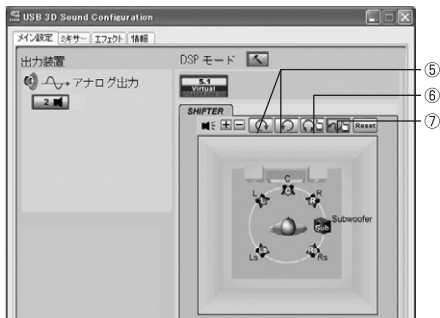 USB 3D Sound Configuration
メイン設定 ミキサー エフェクト 情報
出力装置
DSP モード
アナログ出力
5.1
Virtual
2
SHIFTER
Reset
⑤
⑥
⑦
C
L
R
Subwoofer
Sub
Ls
Rs